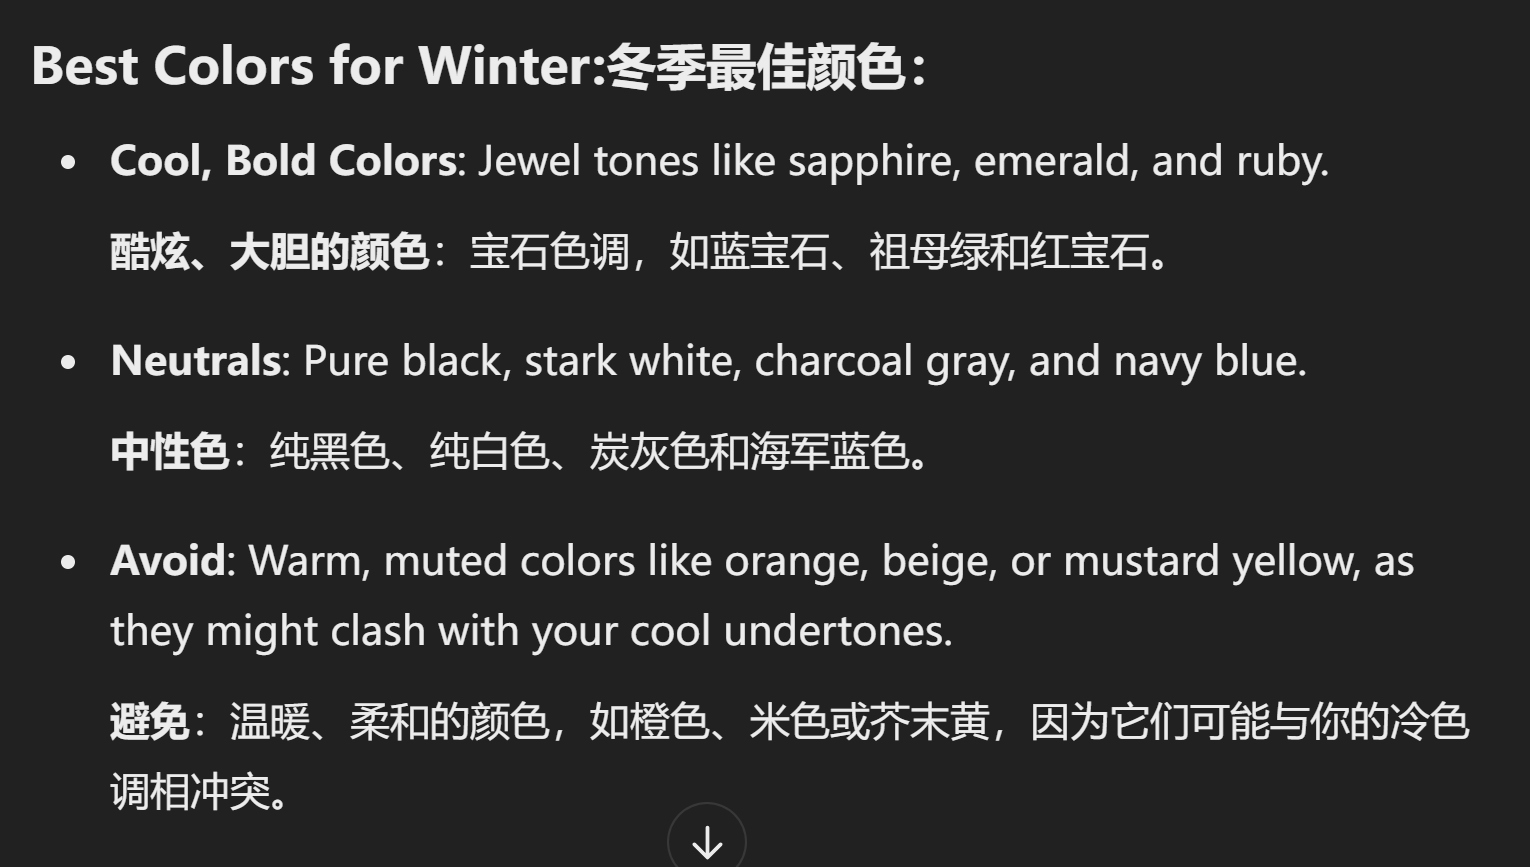 Best Colors for Winter:冬季最佳颜色：
Cool, Bold Colors: Jewel tones like sapphire, emerald, and ruby.
酷炫、大胆的颜色：宝石色调，如蓝宝石、祖母绿和红宝石。
Neutrals: Pure black, stark white, charcoal gray, and navy blue.
中性色：纯黑色、纯白色、炭灰色和海军蓝色。
Avoid: Warm, muted colors like orange, beige, or mustard yellow, as
they might clash with your cool undertones.
避免：温暖、柔和的颜色，如橙色、米色或芥末黄，因为它们可能与你的冷色
调相冲突。